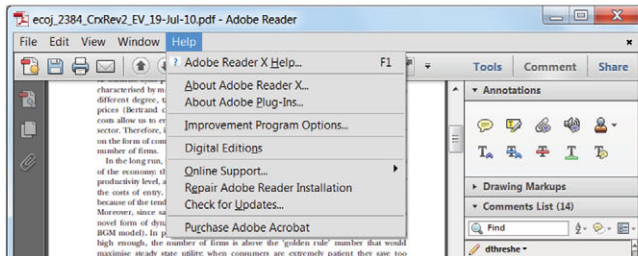 ecoj_2384_CrxRev2_EV_19-Jul-10.pdf - Adobe Reader
File Edit View Window Help
Adobe Reader X Help... F1
About Adobe Reader X...
About Adobe Plug-Ins...
Improvement Program Options...
Digital Editions
Online Support...
Repair Adobe Reader Installation
Check for Updates...
Purchase Adobe Acrobat
Tools Comment Share
Annotations
Drawing Markups
Comments List (14)
Find
dthreshe
characterised by m
different degree, t
prices (Bertrand c
costs allow us to en
sector. Therefore, i
on the form of com
number of firms.
In the long run,
of the economy; th
productivity level, a
the costs of entry.
because of the tend
Moreover, since sa
novel form of dyna
BGM model). In p
high enough, the number of firms is above the 'golden rule' number that would
maximise steady state utility: when consumers are extremely patient they save too